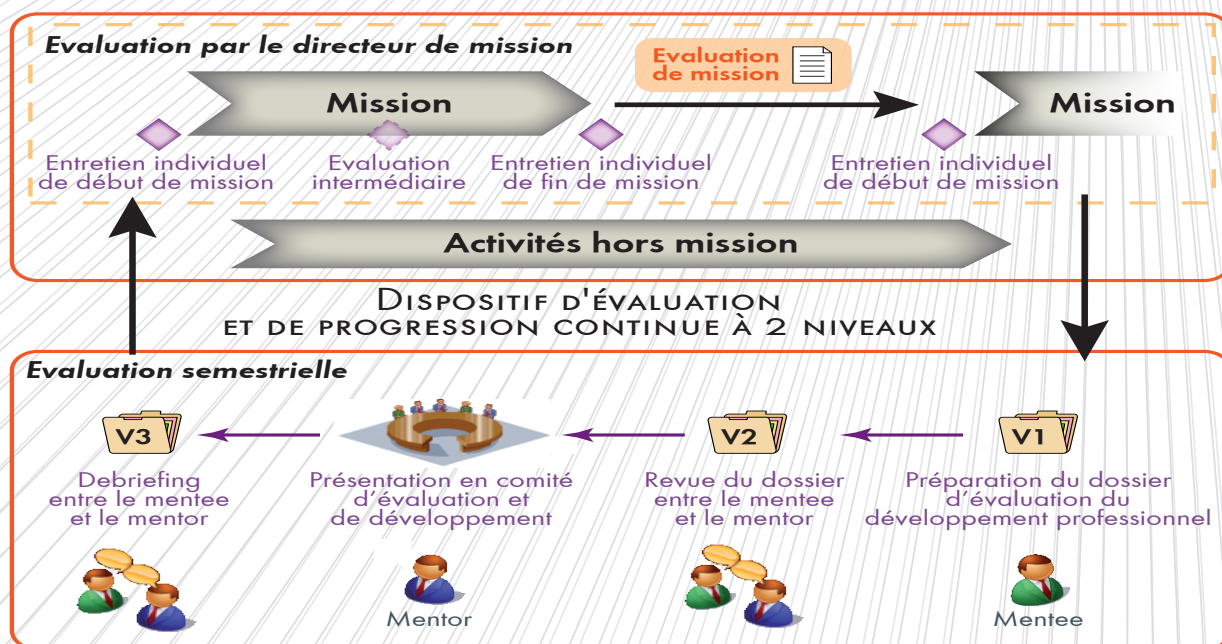 Evaluation par le directeur de mission
Evaluation
de mission
Mission
Mission
Entretien individuel
de début de mission
Evaluation
intermédiaire
Entretien individuel
de fin de mission
Entretien individuel
de début de mission
Activités hors mission
DISPOSITIF D'ÉVALUATION
ET DE PROGRESSION CONTINUE À 2 NIVEAUX
Evaluation semestrielle
V3
V2
V1
Debriefing
entre le mentee
et le mentor
Présentation en comité
d'évaluation et
de développement
Revue du dossier
entre le mentee
et le mentor
Préparation du dossier
d'évaluation du
développement professionnel
Mentor
Mentee